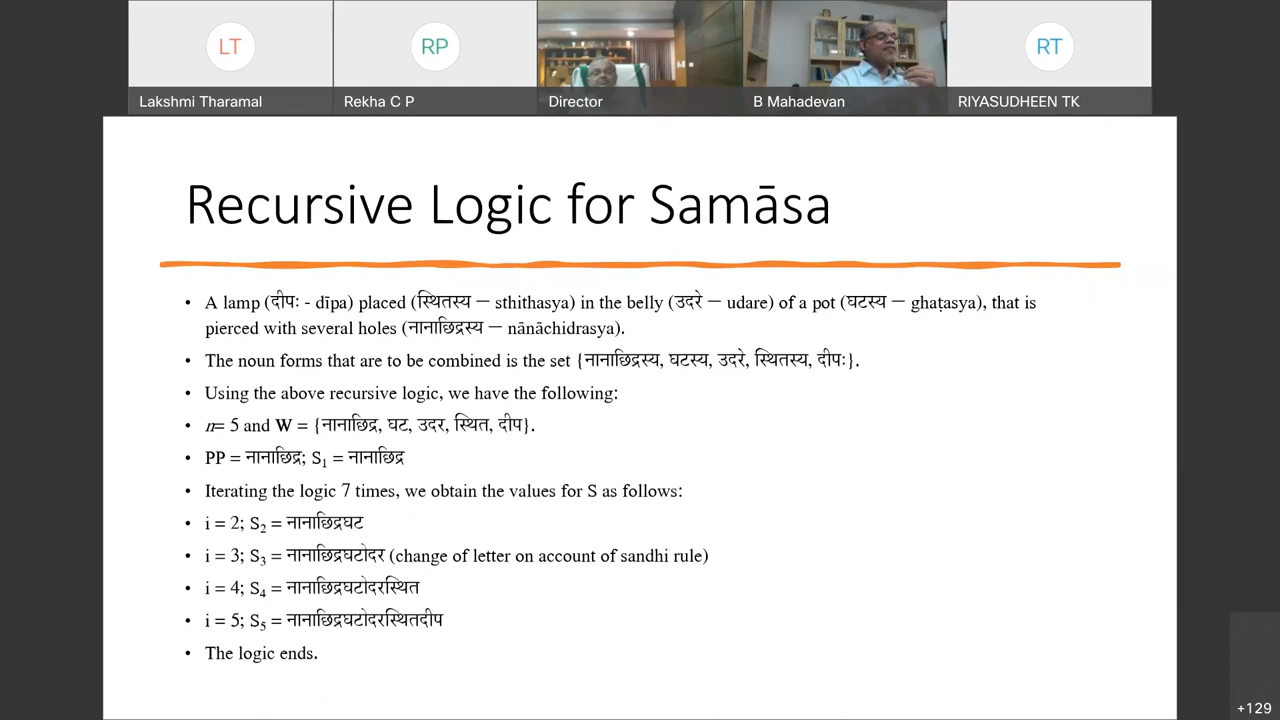 LT
RP
RT
Lakshmi Tharamal
Rekha C P
Director
B Mahadevan
RIYASUDHEEN TK
Recursive Logic for Samāsa
• A lamp (दीपः - dīpa) placed (स्थितस्य – sthithasya) in the belly (उदरे – udare) of a pot (घटस्य – ghaṭasya), that is
pierced with several holes (नानाछिद्रस्य – nānāchidrasya).
• The noun forms that are to be combined is the set {नानाछिद्रस्य, घटस्य, उदरे, स्थितस्य, दीपः}.
• Using the above recursive logic, we have the following:
• n= 5 and W = {नानाछिद्र, घट, उदर, स्थित, दीप}.
• PP = नानाछिद्र; S1 = नानाछिद्र
• Iterating the logic 7 times, we obtain the values for S as follows:
• i = 2; S2 = नानाछिद्रघट
• i = 3; S3 = नानाछिद्रघटोदर (change of letter on account of sandhi rule)
• i = 4; S4 = नानाछिद्रघटोदरस्थित
• i = 5; S5 = नानाछिद्रघटोदरस्थितदीप
• The logic ends.
+129